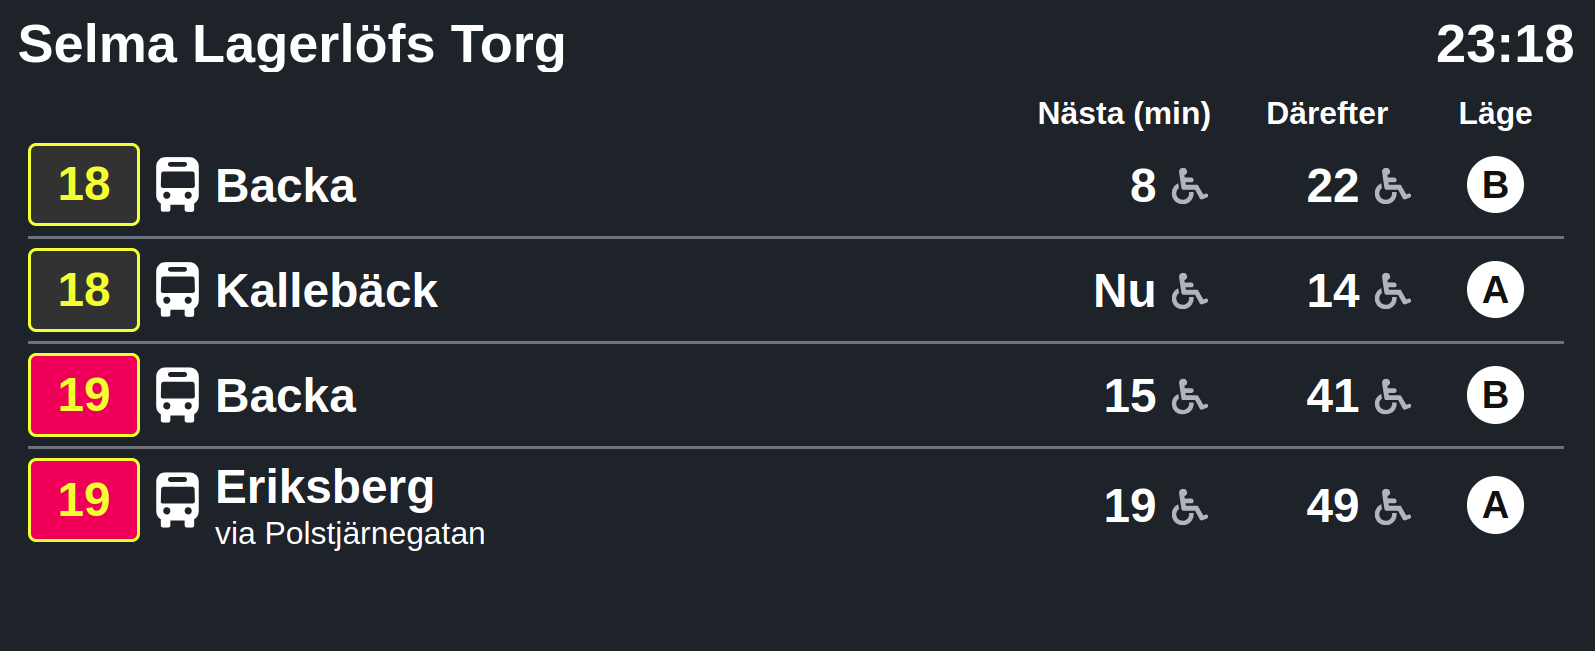 Selma Lagerlöfs Torg 23:18
Nästa (min) Därefter Läge
18 Backa 8 22 B
18 Kallebäck Nu 14 A
19 Backa 15 41 B
19 Eriksberg 19 49 A
via Polstjärnegatan